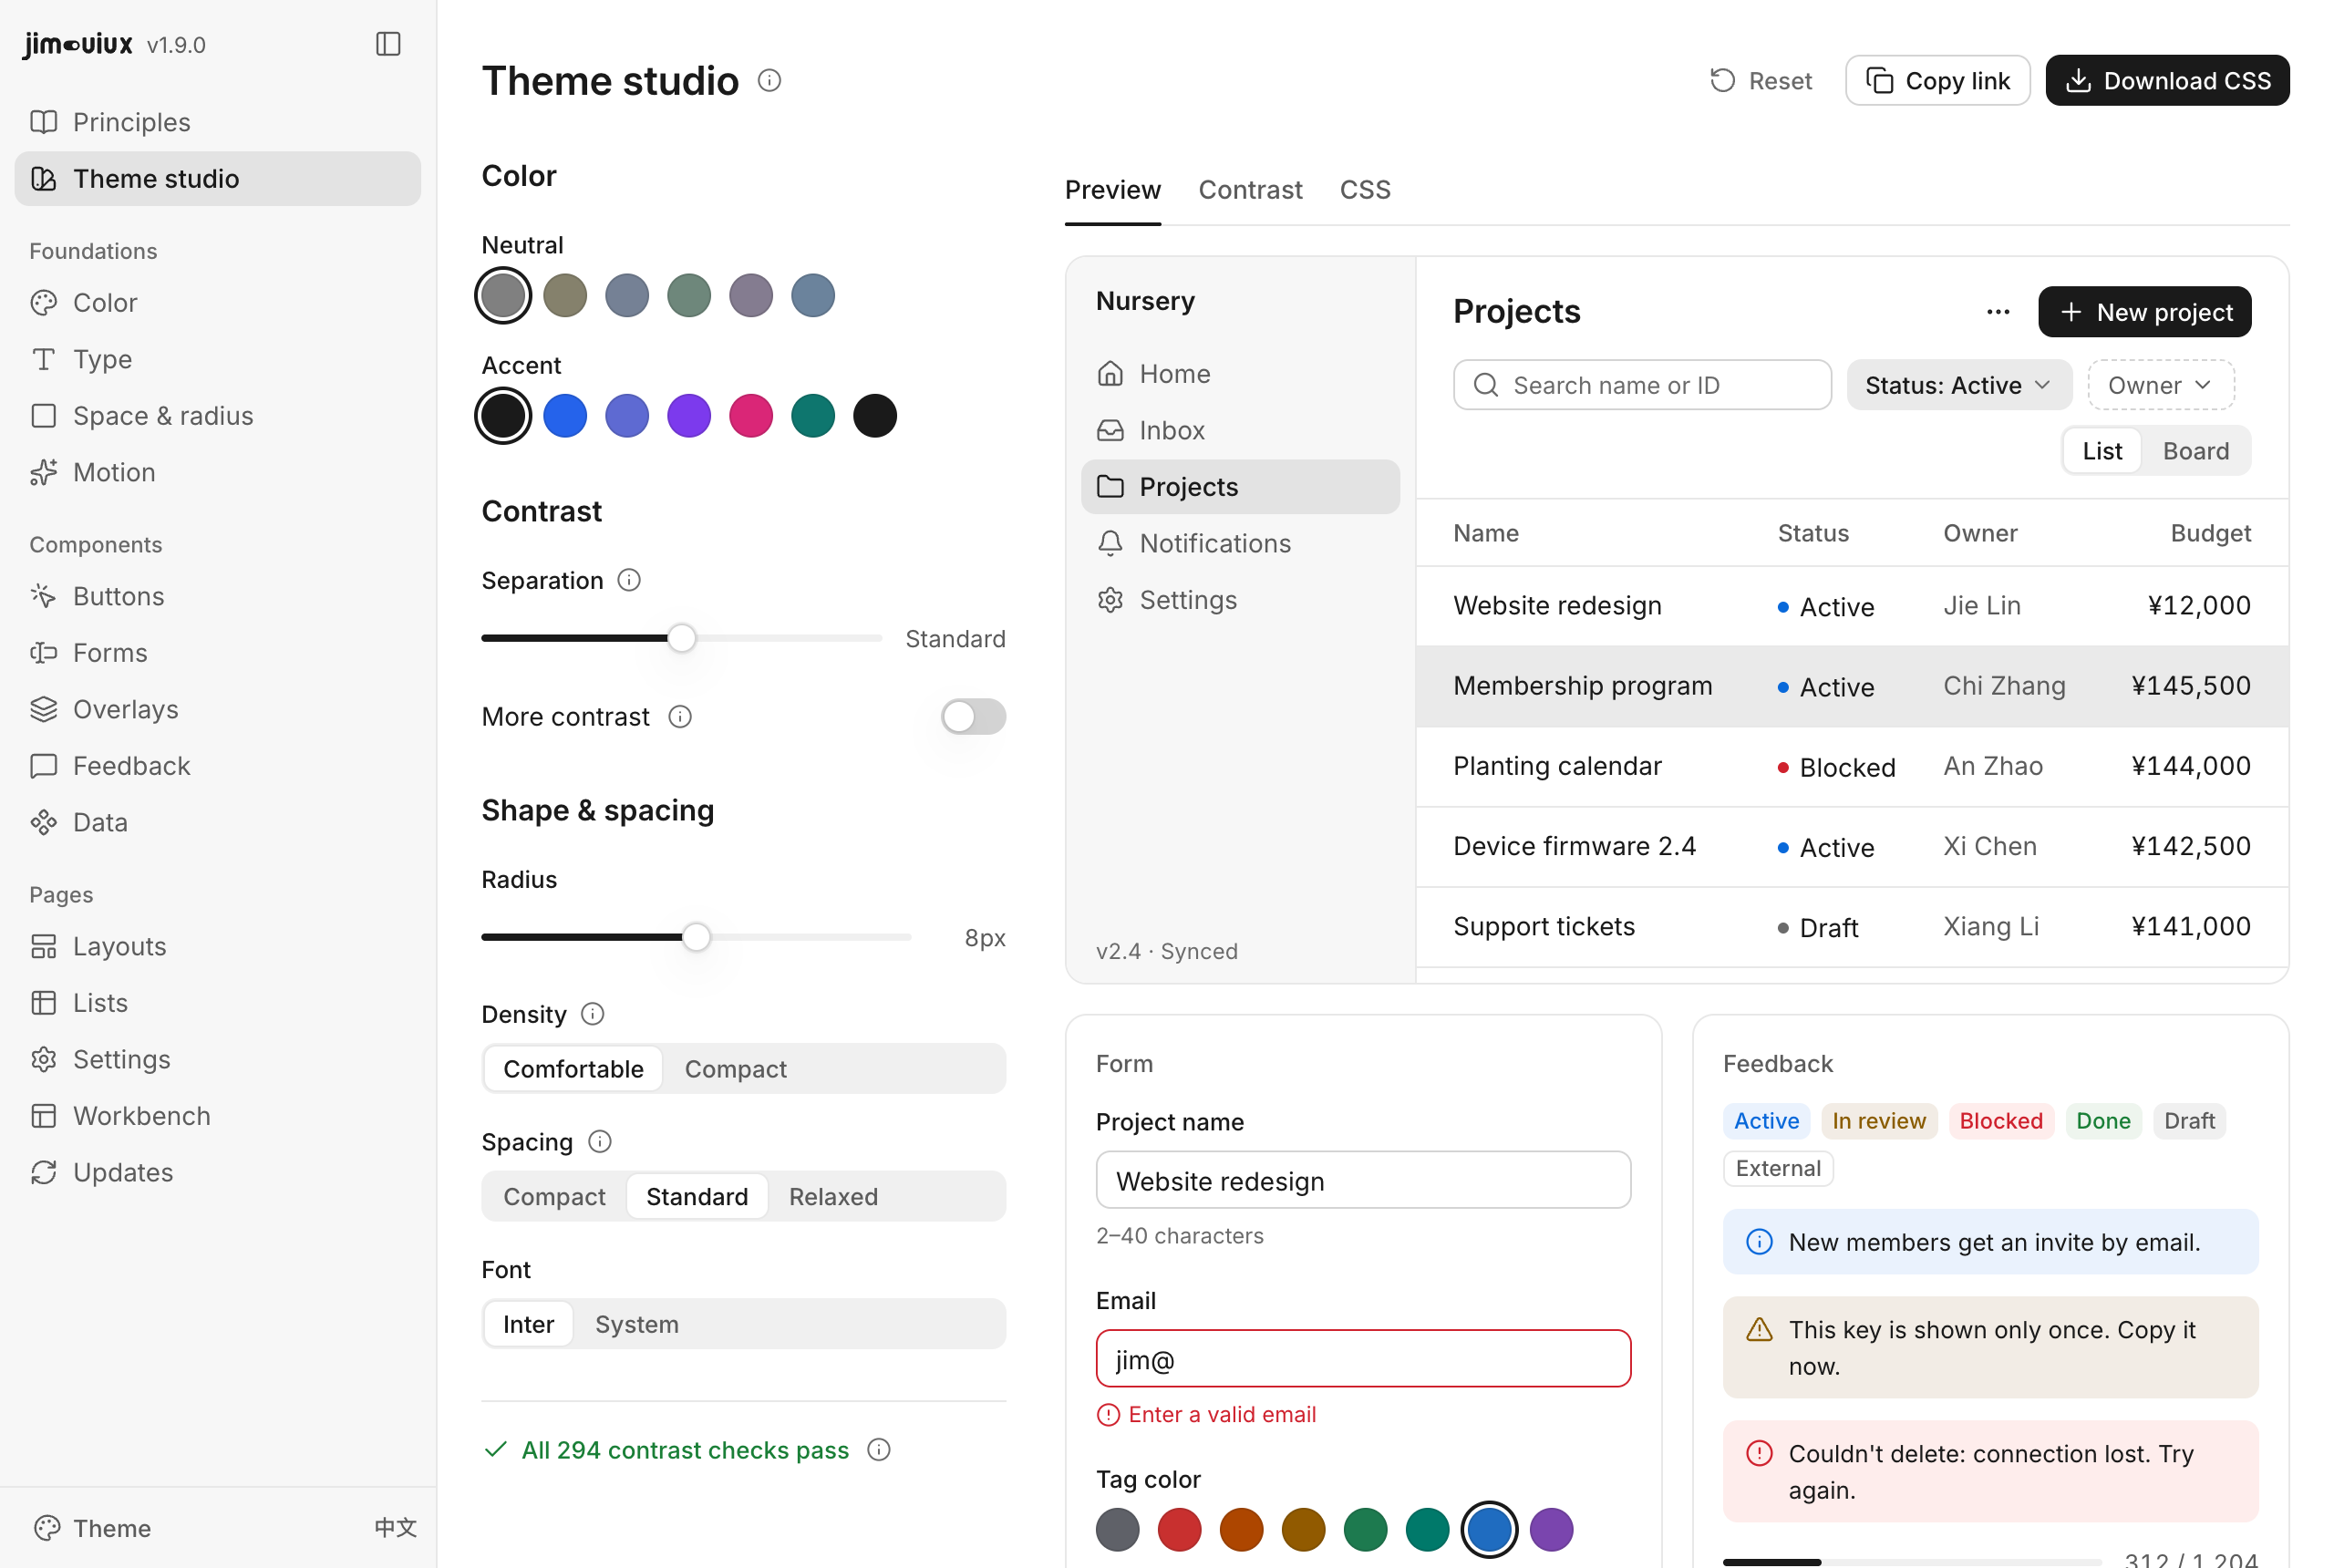 jim uiux v1.9.0
Principles
Theme studio
Foundations
Color
Type
Space & radius
Motion
Components
Buttons
Forms
Overlays
Feedback
Data
Pages
Layouts
Lists
Settings
Workbench
Updates
Theme
中文
Theme studio
Reset
Copy link
Download CSS
Color
Neutral
Accent
Contrast
Separation
Standard
More contrast
Shape & spacing
Radius
8px
Density
Comfortable Compact
Spacing
Compact Standard Relaxed
Font
Inter System
All 294 contrast checks pass
Preview Contrast CSS
Nursery
Home
Inbox
Projects
Notifications
Settings
v2.4 · Synced
Projects
New project
Search name or ID
Status: Active
Owner
List Board
Name Status Owner Budget
Website redesign Active Jie Lin ¥12,000
Membership program Active Chi Zhang ¥145,500
Planting calendar Blocked An Zhao ¥144,000
Device firmware 2.4 Active Xi Chen ¥142,500
Support tickets Draft Xiang Li ¥141,000
Form
Project name
Website redesign
2–40 characters
Email
jim@
Enter a valid email
Tag color
Feedback
Active In review Blocked Done Draft
External
New members get an invite by email.
This key is shown only once. Copy it
now.
Couldn't delete: connection lost. Try
again.
312 / 1,204